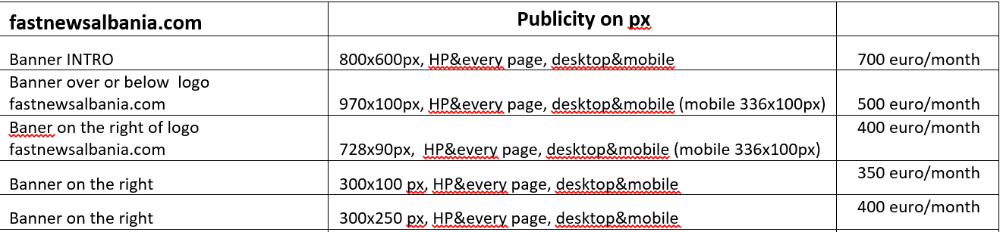 fastnewsalbania.com Publicity on px
Banner INTRO 800x600px, HP&every page, desktop&mobile 700 euro/month
Banner over or below  logo
fastnewsalbania.com 970x100px, HP&every page, desktop&mobile (mobile 336x100px) 500 euro/month
Baner on the right of logo 400 euro/month
fastnewsalbania.com 728x90px,  HP&every page, desktop&mobile (mobile 336x100px)
350 euro/month
Banner on the right 300x100 px, HP&every page, desktop&mobile
400 euro/month
Banner on the right 300x250 px, HP&every page, desktop&mobile